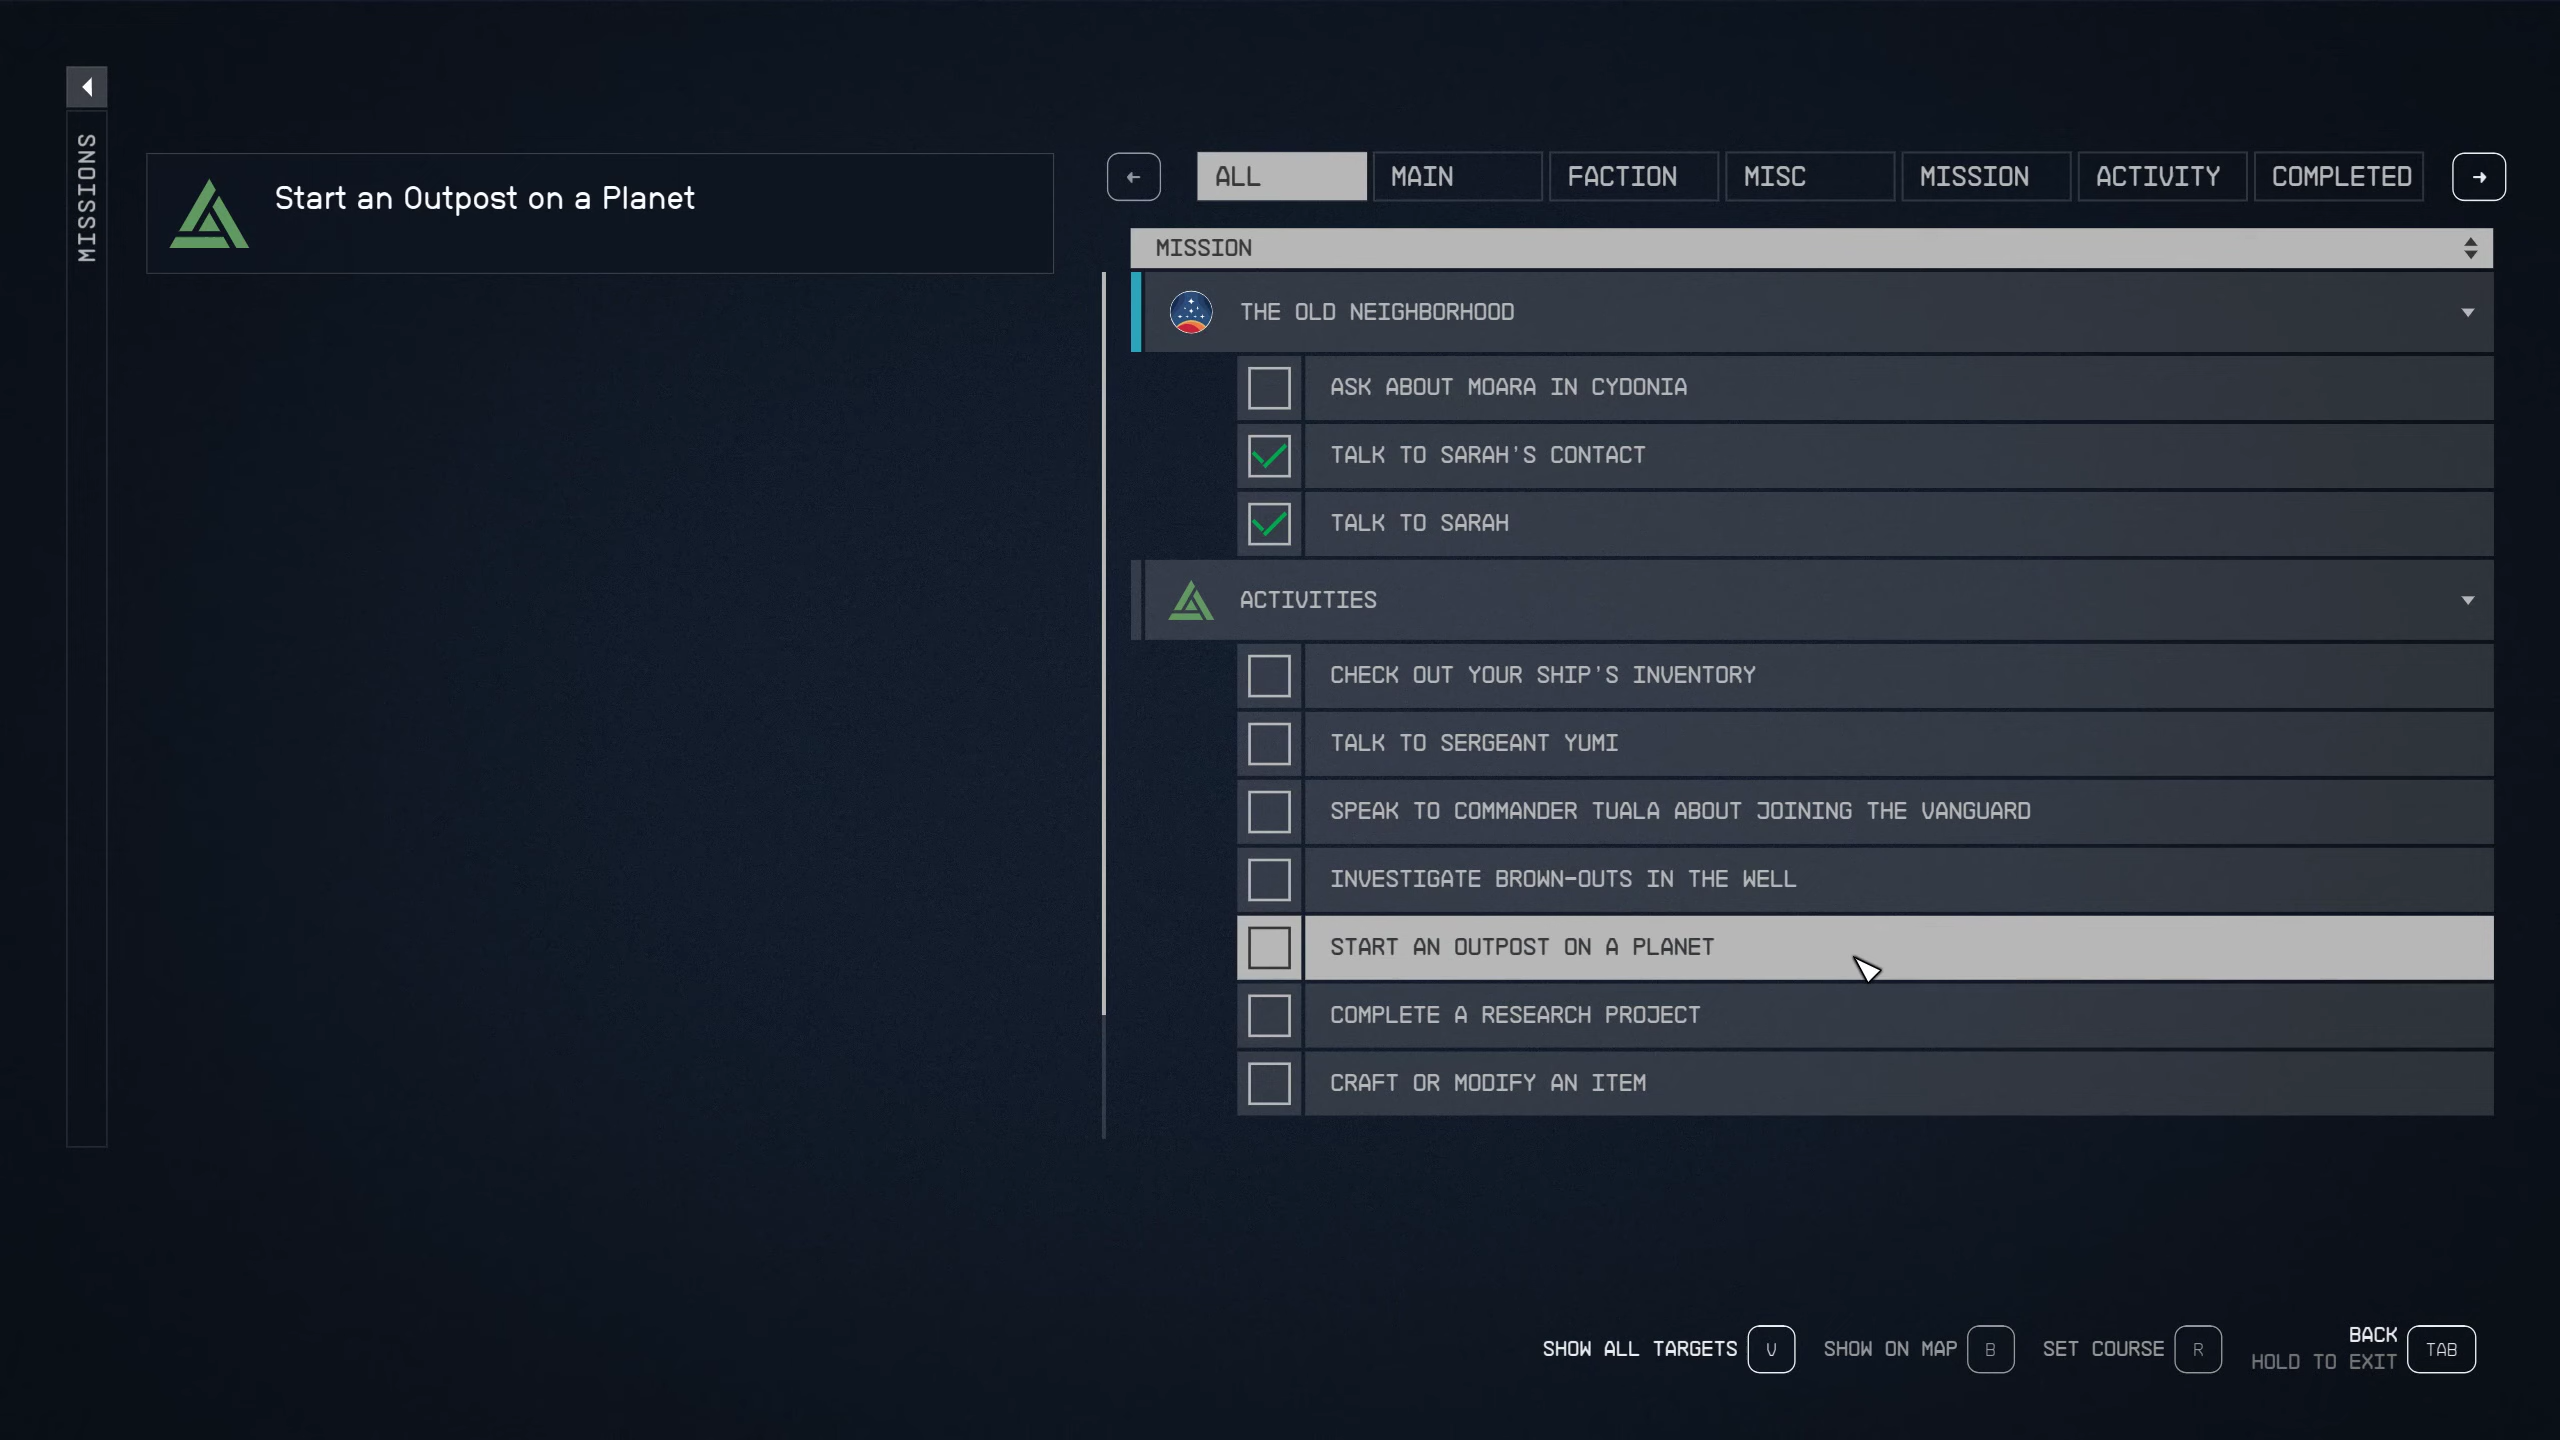 MISSIONS
Start an Outpost on a Planet
ALL MAIN FACTION MISC MISSION ACTIVITY COMPLETED
MISSION
THE OLD NEIGHBORHOOD
ASK ABOUT MOARA IN CYDONIA
TALK TO SARAH'S CONTACT
TALK TO SARAH
ACTIVITIES
CHECK OUT YOUR SHIP'S INVENTORY
TALK TO SERGEANT YUMI
SPEAK TO COMMANDER TUALA ABOUT JOINING THE VANGUARD
INVESTIGATE BROWN-OUTS IN THE WELL
START AN OUTPOST ON A PLANET
COMPLETE A RESEARCH PROJECT
CRAFT OR MODIFY AN ITEM
SHOW ALL TARGETS V SHOW ON MAP B SET COURSE R BACK TAB
HOLD TO EXIT